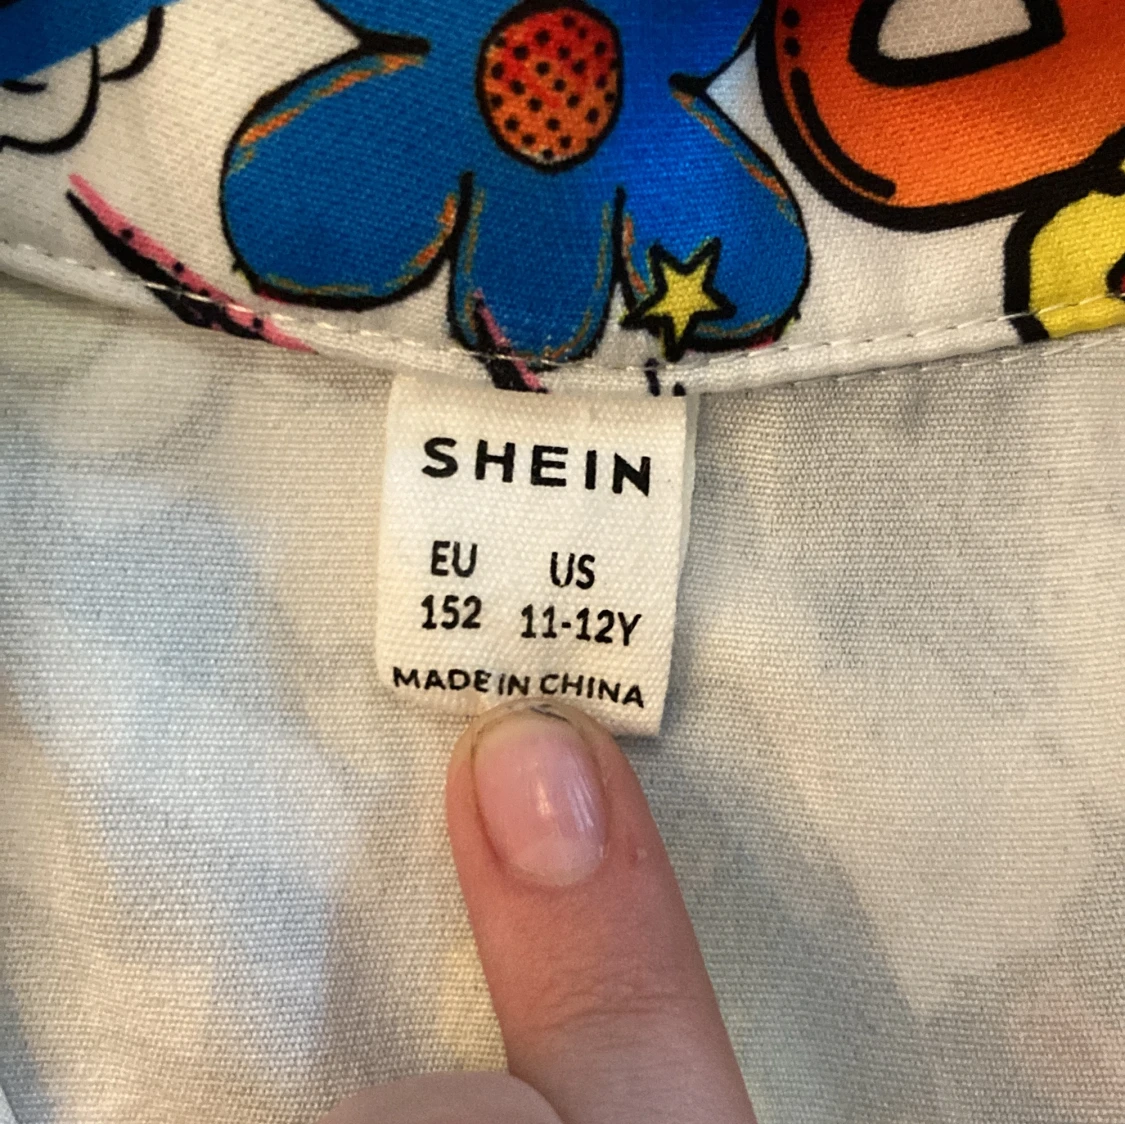 SHEIN
EU US
152 11-12Y
MADE IN CHINA